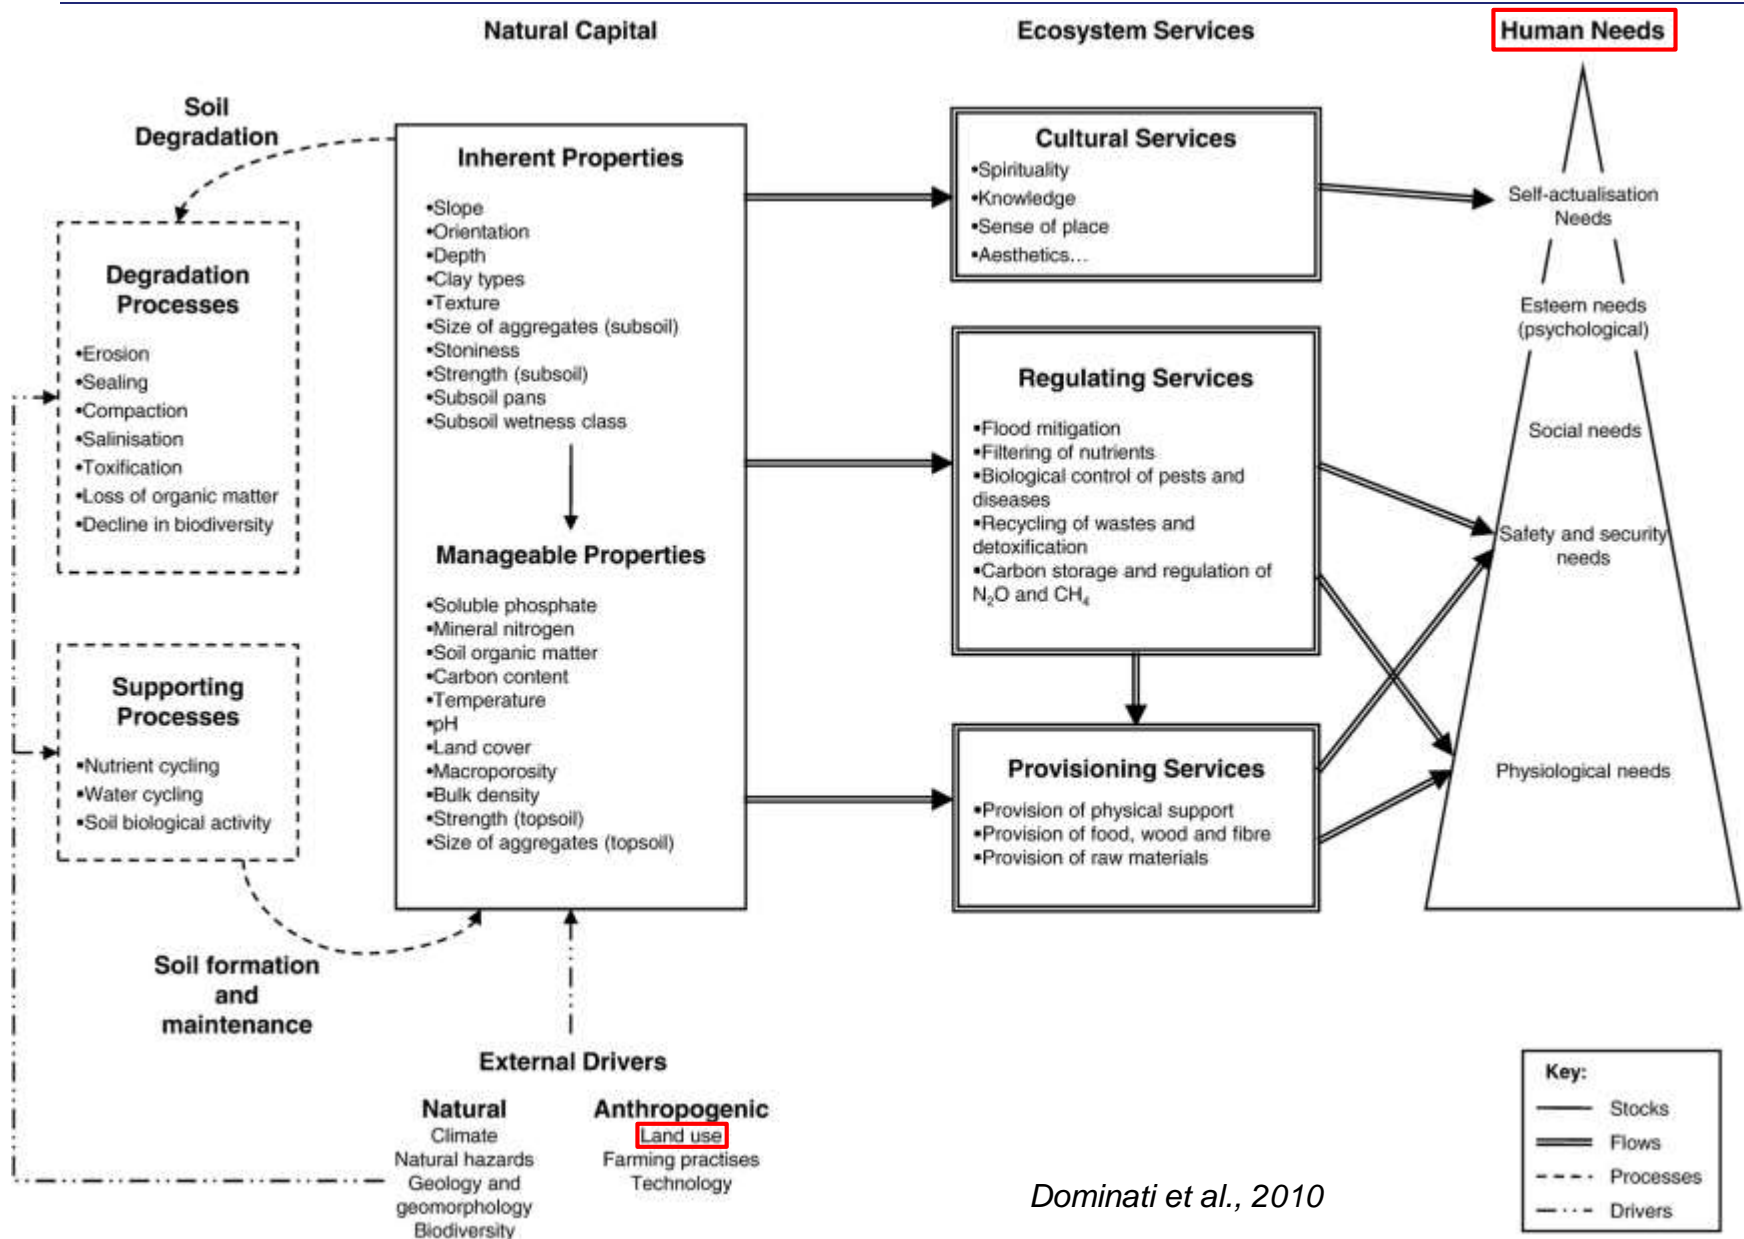 Natural Capital
Ecosystem Services
Human Needs
Soil
Degradation
Degradation
Processes
▪Erosion
▪Sealing
▪Compaction
▪Salinisation
▪Toxification
▪Loss of organic matter
▪Decline in biodiversity
Supporting
Processes
▪Nutrient cycling
▪Water cycling
▪Soil biological activity
Soil formation
and
maintenance
Inherent Properties
▪Slope
▪Orientation
▪Depth
▪Clay types
▪Texture
▪Size of aggregates (subsoil)
▪Stoniness
▪Strength (subsoil)
▪Subsoil pans
▪Subsoil wetness class
Manageable Properties
▪Soluble phosphate
▪Mineral nitrogen
▪Soil organic matter
▪Carbon content
▪Temperature
▪pH
▪Land cover
▪Macroporosity
▪Bulk density
▪Strength (topsoil)
▪Size of aggregates (topsoil)
Cultural Services
▪Spirituality
▪Knowledge
▪Sense of place
▪Aesthetics…
Regulating Services
▪Flood mitigation
▪Filtering of nutrients
▪Biological control of pests and
diseases
▪Recycling of wastes and
detoxification
▪Carbon storage and regulation of
N₂O and CH₄
Provisioning Services
▪Provision of physical support
▪Provision of food, wood and fibre
▪Provision of raw materials
Self-actualisation
Needs
Esteem needs
(psychological)
Social needs
Safety and security
needs
Physiological needs
External Drivers
Natural
Climate
Natural hazards
Geology and
geomorphology
Biodiversity
Anthropogenic
Land use
Farming practises
Technology
Dominati et al., 2010
Key:
Stocks
Flows
Processes
Drivers